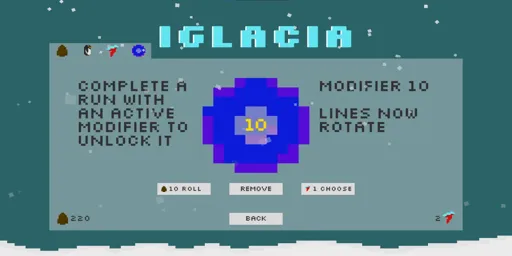 IGLACIA
COMPLETE A
RUN WITH
AN ACTIVE
MODIFIER TO
UNLOCK IT
10
MODIFIER 10
LINES NOW
ROTATE
10 ROLL
REMOVE
1 CHOOSE
220
BACK
2